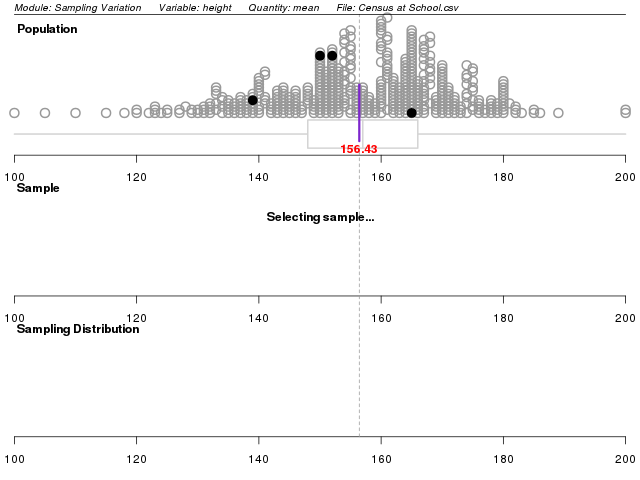 Module: Sampling Variation Variable: height Quantity: mean File: Census at School.csv
Population
156.43
100 120 140 160 180 200
Sample
Selecting sample...
100 120 140 160 180 200
Sampling Distribution
100 120 140 160 180 200